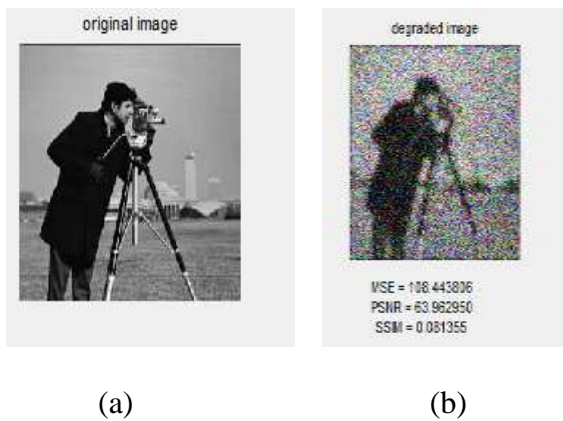 original image
degraded image
MSE = 108.443806
PSNR = 63.962950
SSIM = 0.081355
(a)
(b)